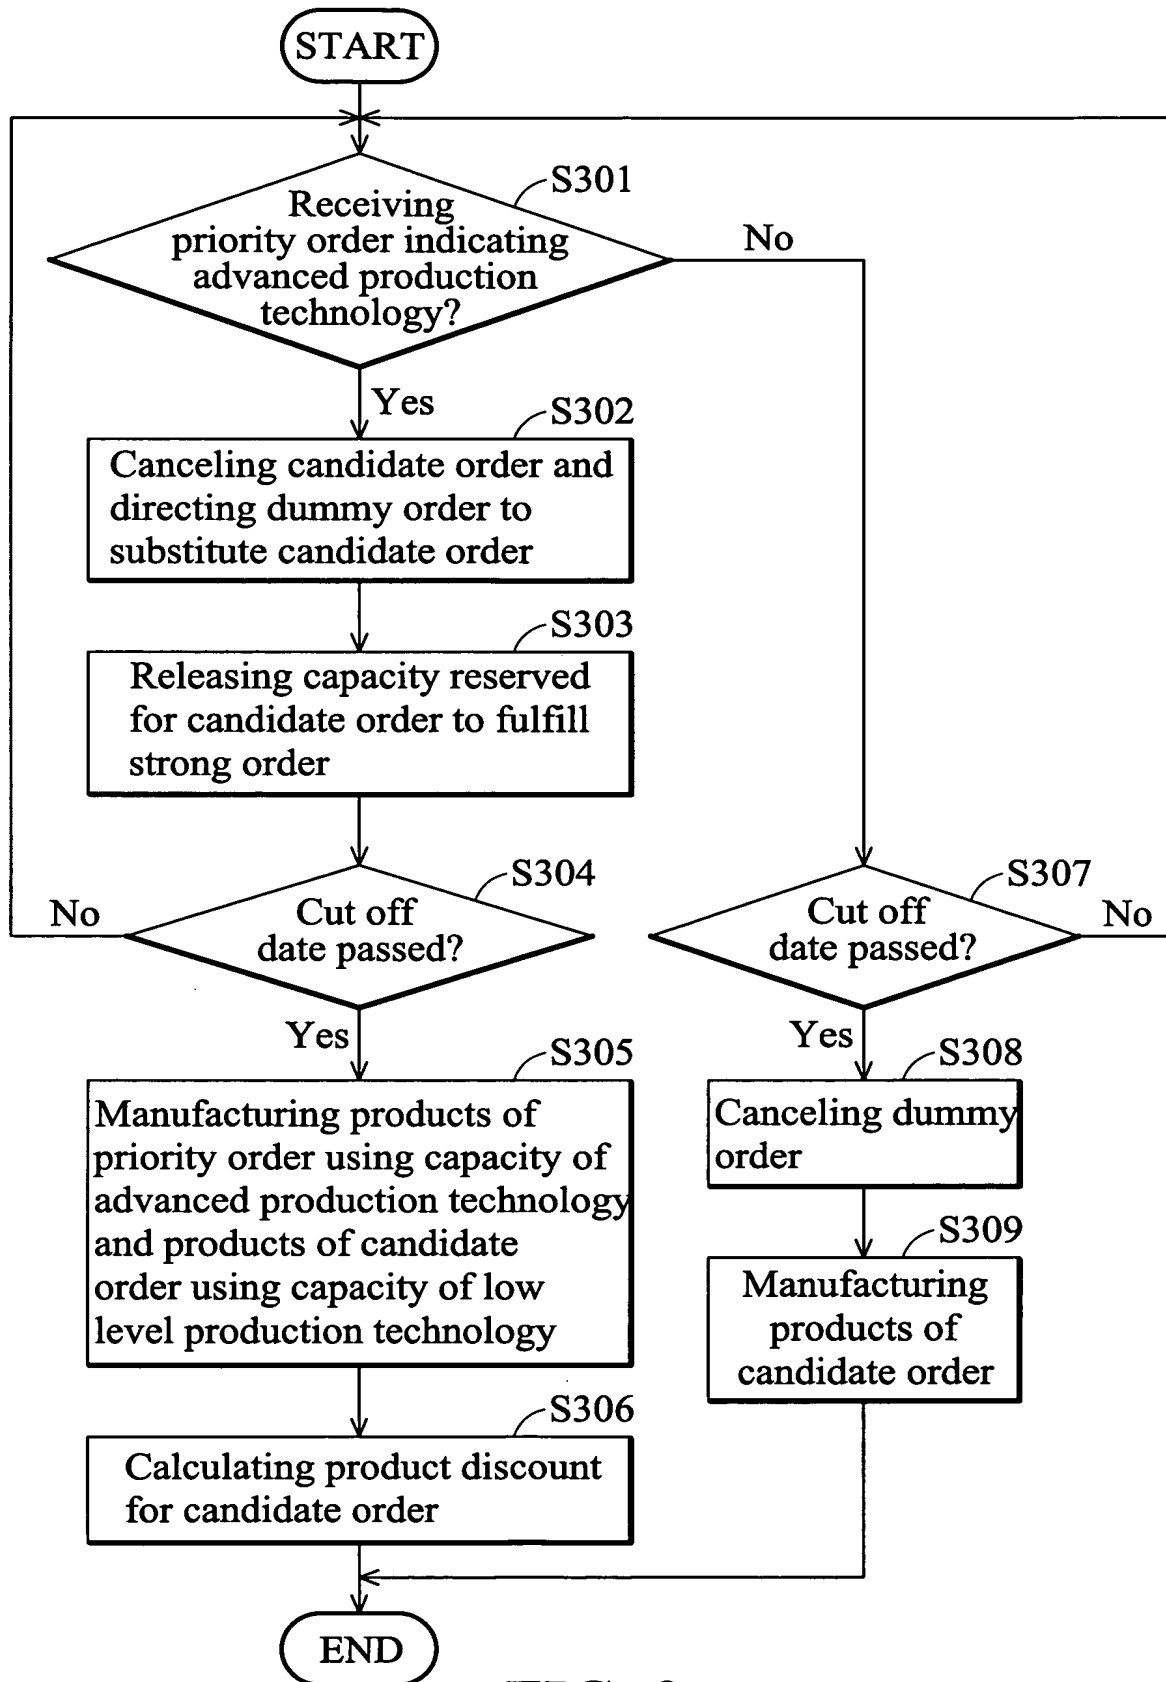 START
S301
Receiving
priority order indicating
advanced production
technology?
No
Yes
S302
Canceling candidate order and
directing dummy order to
substitute candidate order
S303
Releasing capacity reserved
for candidate order to fulfill
strong order
S304
Cut off
date passed?
No
Yes
S307
Cut off
date passed?
No
Yes
S305
Manufacturing products of
priority order using capacity of
advanced production technology
and products of candidate
order using capacity of low
level production technology
S308
Canceling dummy
order
S309
Manufacturing
products of
candidate order
S306
Calculating product discount
for candidate order
END